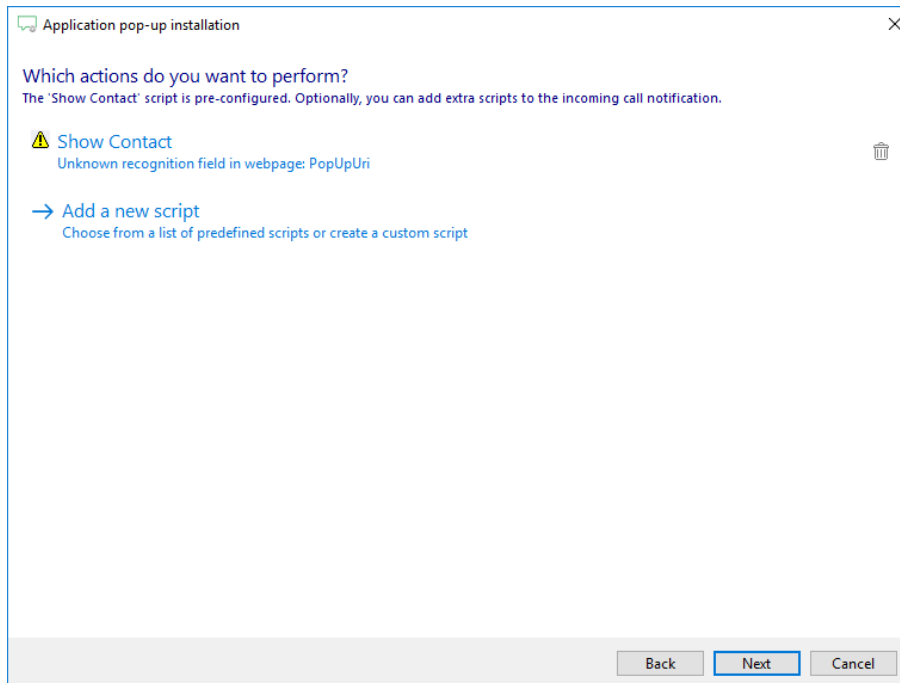 Application pop-up installation
Which actions do you want to perform?
The 'Show Contact' script is pre-configured. Optionally, you can add extra scripts to the incoming call notification.
Show Contact
Unknown recognition field in webpage: PopUpUri
Add a new script
Choose from a list of predefined scripts or create a custom script
Back Next Cancel